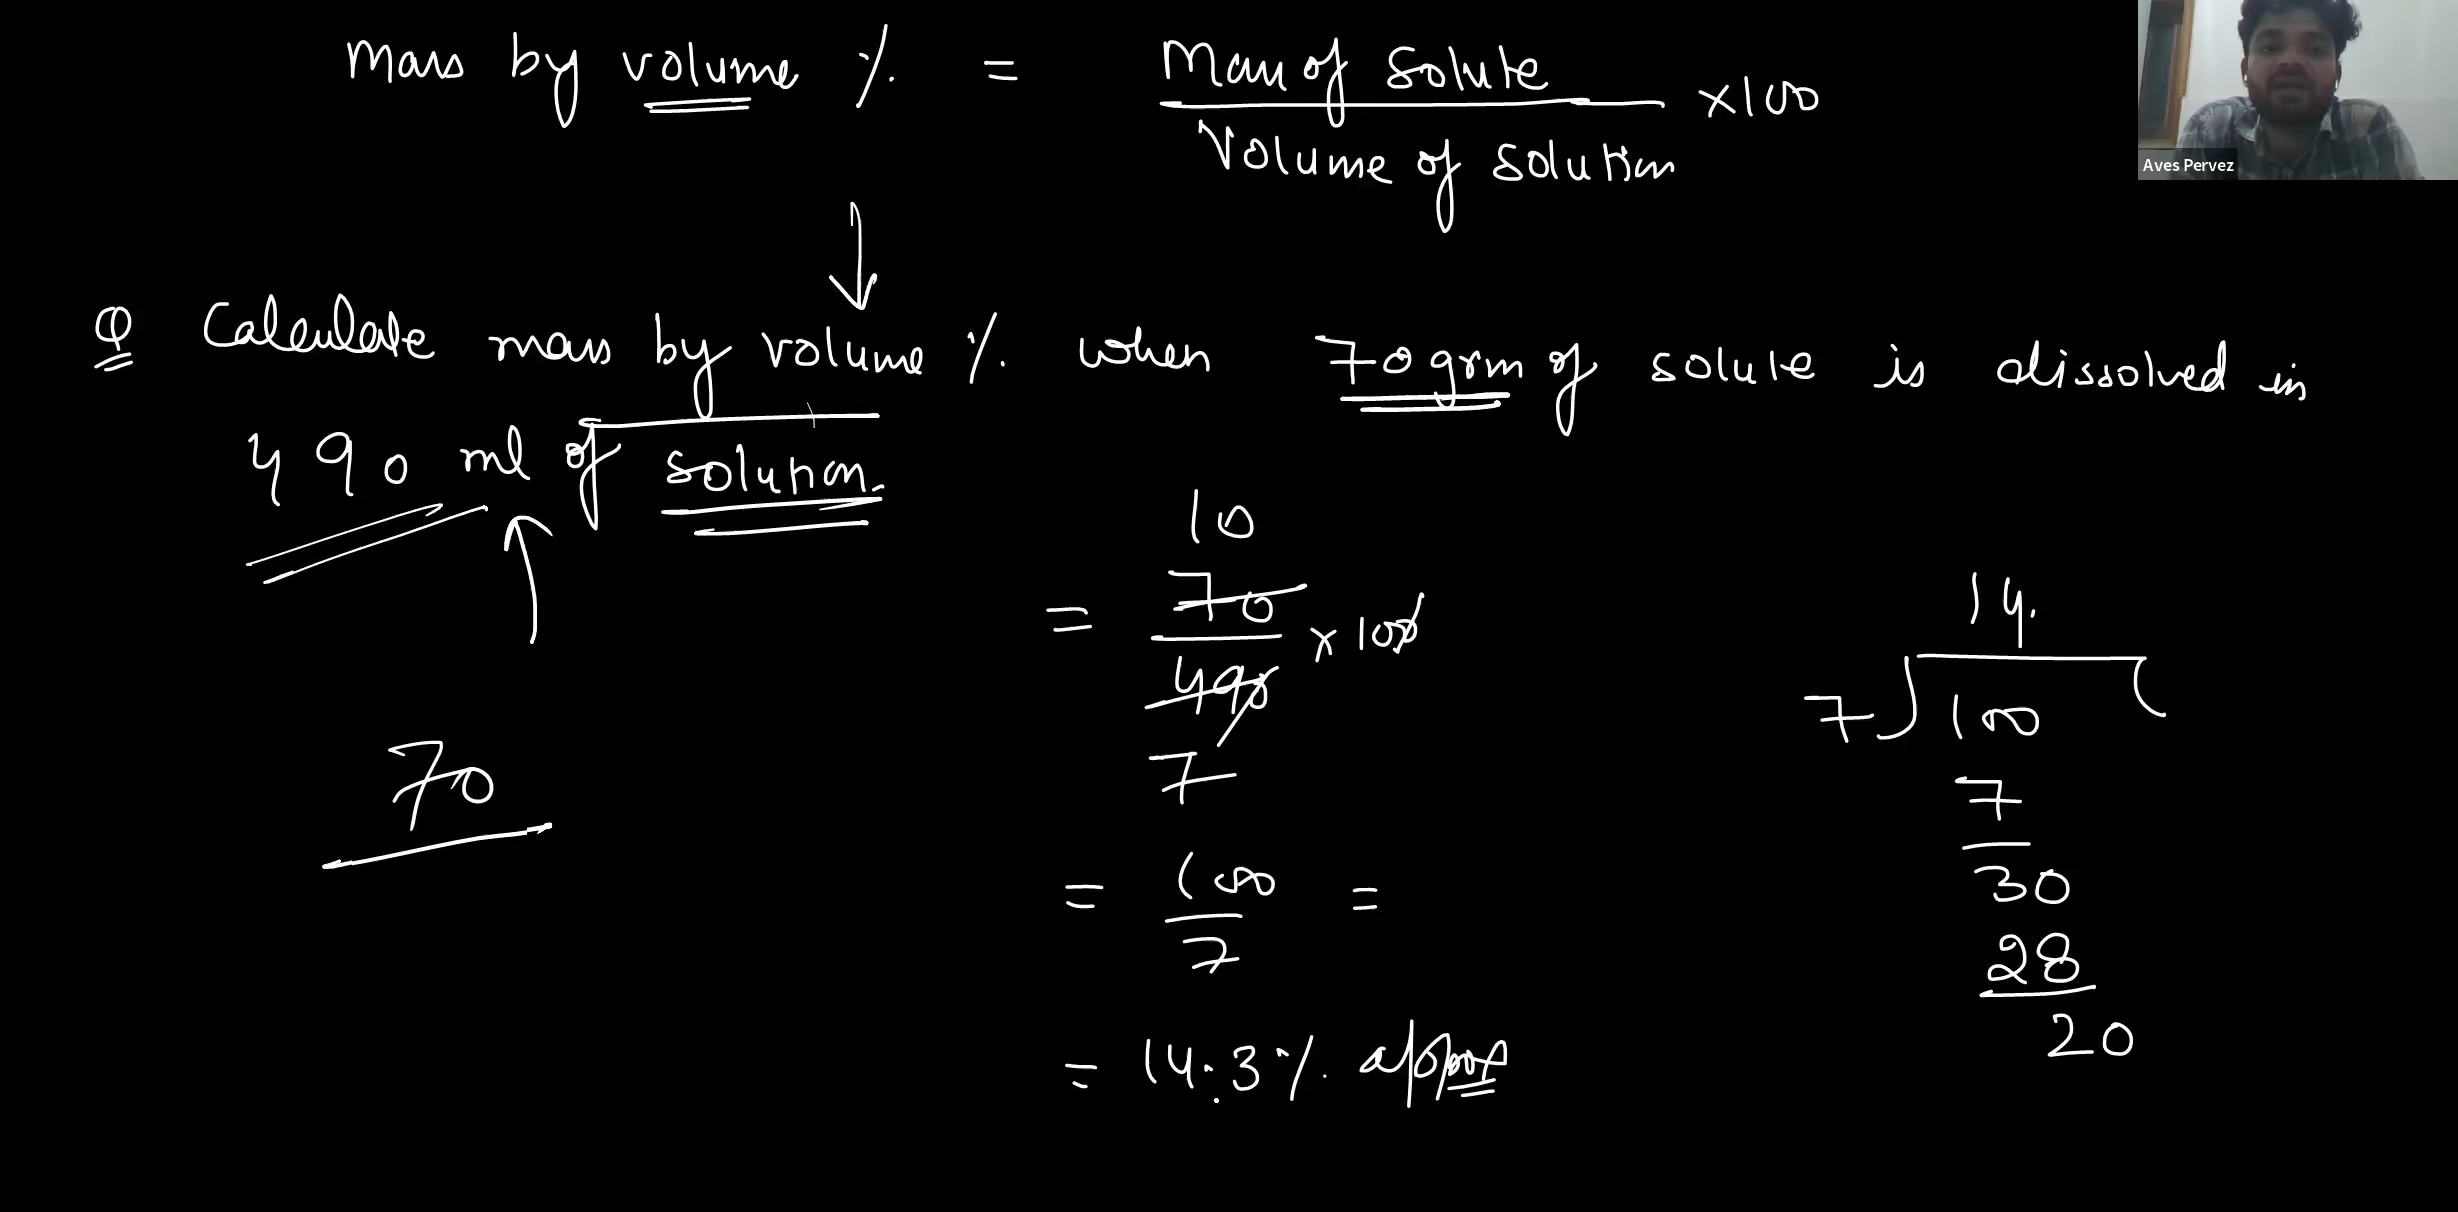 Mass by volume % = Mass of solute / Volume of solution ×100
Aves Pervez
Q Calculate mass by volume % when 70 grm of solute is dissolved in
490 ml of solution.
10
= 70/490 × 100
7
70
= 100/7 =
= 14.3% approx
14.
7 ) 100 (
7
30
28
20